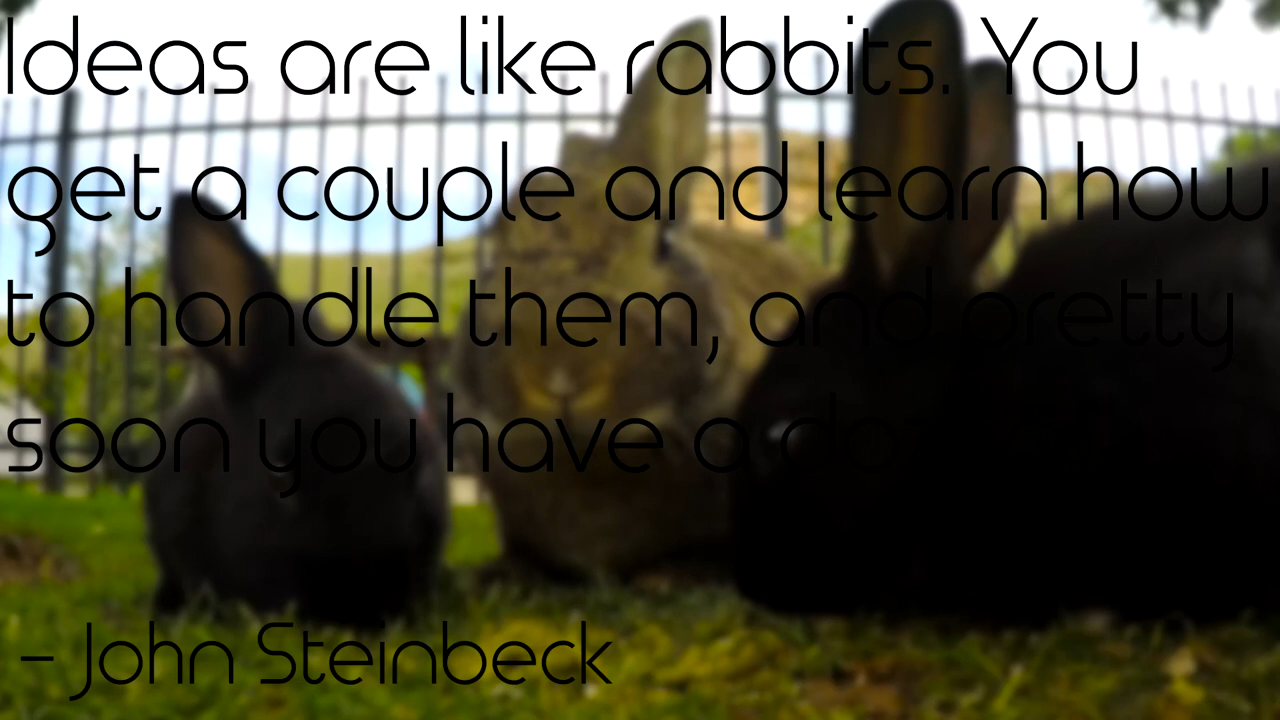 Ideas are like rabbits. You
get a couple and learn how
to handle them, and pretty
soon you have a
– John Steinbeck